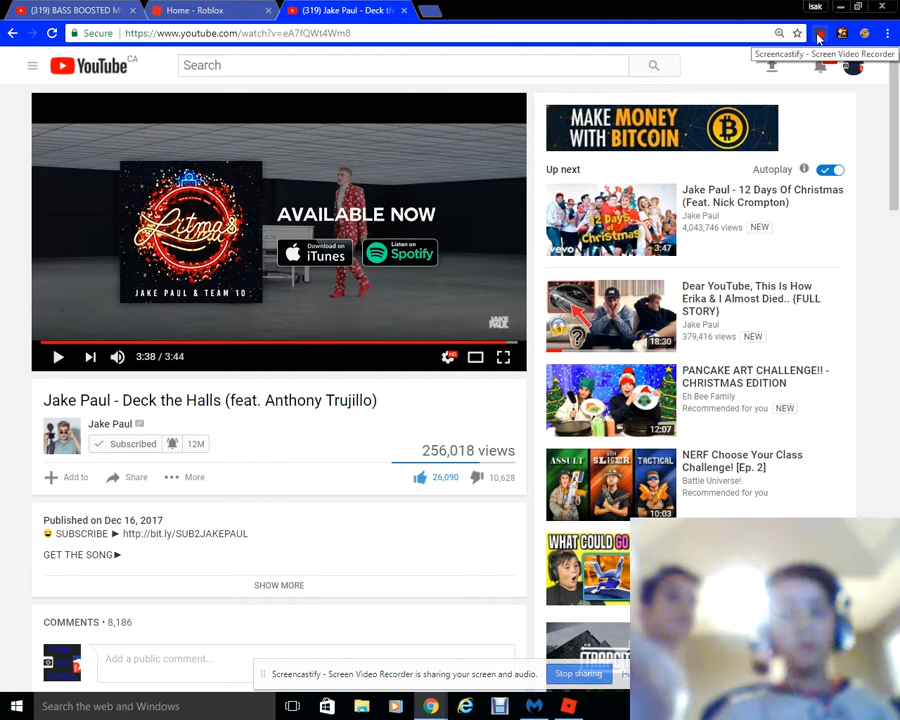 (319) BASS BOOSTED M
Home - Roblox
(319) Jake Paul - Deck th
Isaic
Secure
https://www.youtube.com/watch?v=eA7fQWt4Wm8
Screencastify - Screen Video Recorder
YouTube CA
Search
Litmas
JAKE PAUL & TEAM 10
AVAILABLE NOW
Download on iTunes
Listen on Spotify
JAKE PAUL
3:38 / 3:44
HD
MAKE MONEY
WITH BITCOIN
Up next
Autoplay
12 DAYS OF Christmas
vevo
3:47
Jake Paul - 12 Days Of Christmas
(Feat. Nick Crompton)
Jake Paul
4,043,746 views NEW
18:30
Dear YouTube, This Is How
Erika & I Almost Died.. {FULL
STORY}
Jake Paul
379,416 views NEW
12:07
PANCAKE ART CHALLENGE!! -
CHRISTMAS EDITION
Eh Bee Family
Recommended for you NEW
ASSULT
SLIGER
TACTICAL
10:03
NERF Choose Your Class
Challenge! [Ep. 2]
Battle Universe!
Recommended for you
WHAT COULD GO
Jake Paul - Deck the Halls (feat. Anthony Trujillo)
Jake Paul
Subscribed 12M
256,018 views
Add to
Share
More
26,090
10,628
Published on Dec 16, 2017
SUBSCRIBE ► http://bit.ly/SUB2JAKEPAUL
GET THE SONG►
SHOW MORE
COMMENTS • 8,186
Add a public comment...
Screencastify - Screen Video Recorder is sharing your screen and audio.
Stop sharing
Search the web and Windows